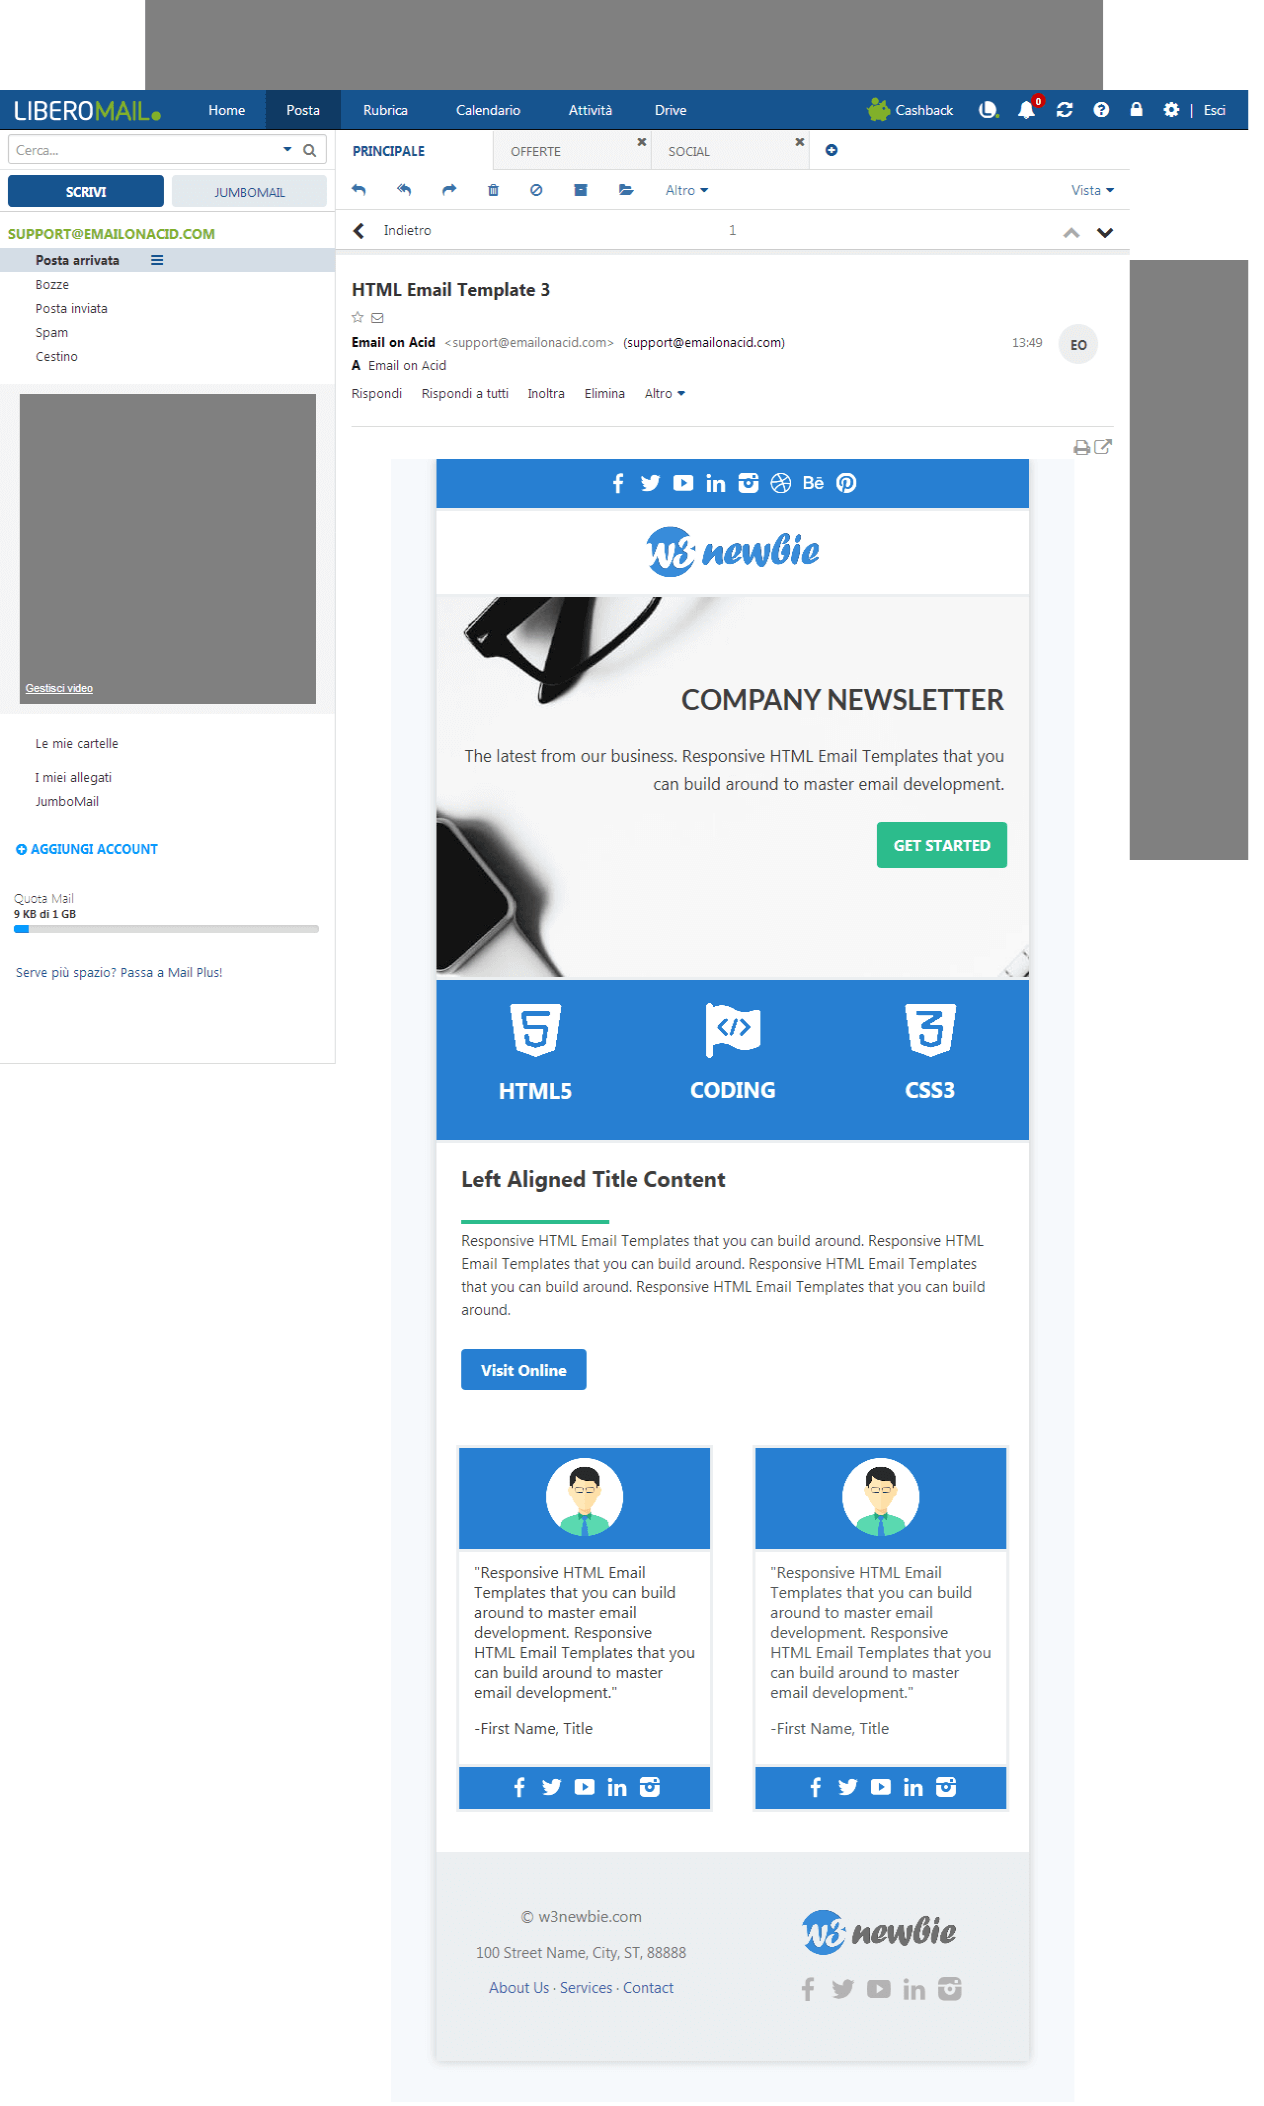 LIBEROMAIL
Home Posta Rubrica Calendario Attività Drive Cashback 0 | Esci
Cerca...
SCRIVI JUMBOMAIL
SUPPORT@EMAILONACID.COM
Posta arrivata
Bozze
Posta inviata
Spam
Cestino
Gestisci video
Le mie cartelle
I miei allegati
JumboMail
AGGIUNGI ACCOUNT
Quota Mail
9 KB di 1 GB
Serve più spazio? Passa a Mail Plus!
PRINCIPALE OFFERTE SOCIAL
Altro Vista
Indietro 1
HTML Email Template 3
Email on Acid <support@emailonacid.com> (support@emailonacid.com) 13:49 EO
A Email on Acid
Rispondi Rispondi a tutti Inoltra Elimina Altro
Bē
w3newbie
COMPANY NEWSLETTER
The latest from our business. Responsive HTML Email Templates that you
can build around to master email development.
GET STARTED
HTML5 CODING CSS3
Left Aligned Title Content
Responsive HTML Email Templates that you can build around. Responsive HTML
Email Templates that you can build around. Responsive HTML Email Templates
that you can build around. Responsive HTML Email Templates that you can build
around.
Visit Online
"Responsive HTML Email
Templates that you can build
around to master email
development. Responsive
HTML Email Templates that you
can build around to master
email development."
-First Name, Title
"Responsive HTML Email
Templates that you can build
around to master email
development. Responsive
HTML Email Templates that you
can build around to master
email development."
-First Name, Title
© w3newbie.com
100 Street Name, City, ST, 88888
About Us · Services · Contact
w3newbie